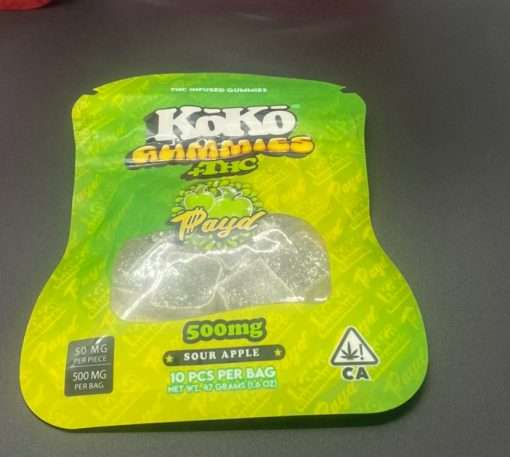 THC INFUSED GUMMIES
KŌKŌ
GUMMIES
+THC
Payd
500mg
SOUR APPLE
50 MG
PER PIECE
500 MG
PER BAG
10 PCS PER BAG
NET WT. 47 GRAMS (1.6 OZ)
CA